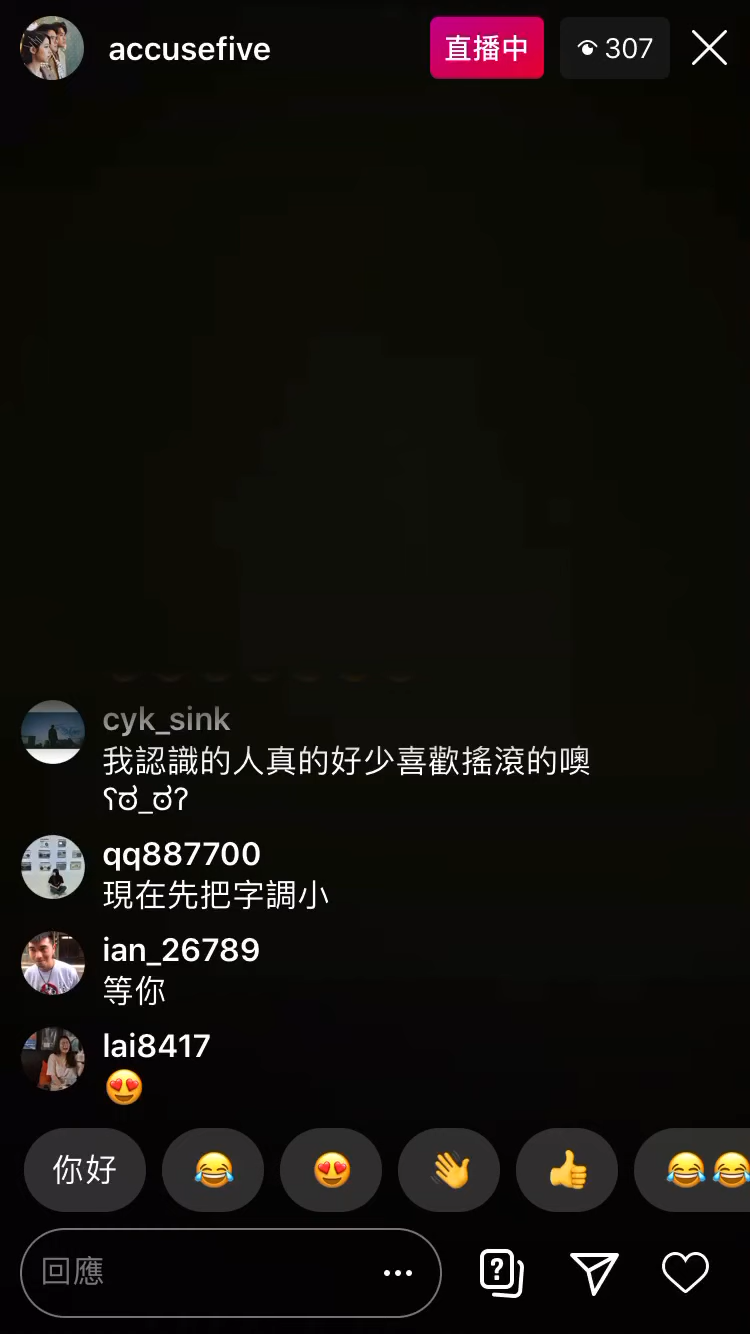 accusefive
直播中
307
cyk_sink
我認識的人真的好少喜歡搖滾的噢
ʕಠ_ಠʔ
qq887700
現在先把字調小
ian_26789
等你
lai8417
😍
你好 😂 😍 👋 👍 😂😂
回應